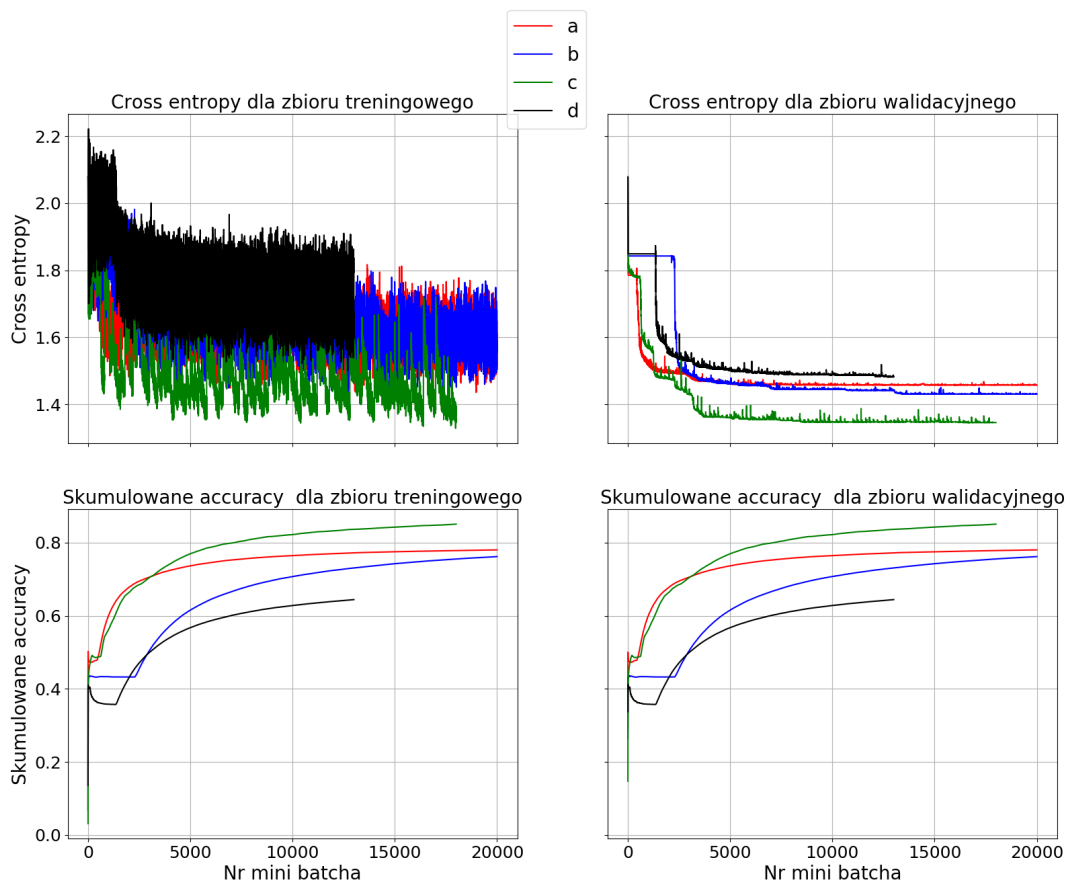 a
b
c
d
Cross entropy dla zbioru treningowego
Cross entropy dla zbioru walidacyjnego
Cross entropy
2.2
2.0
1.8
1.6
1.4
Skumulowane accuracy  dla zbioru treningowego
Skumulowane accuracy  dla zbioru walidacyjnego
Skumulowane accuracy
0.8
0.6
0.4
0.2
0.0
0 5000 10000 15000 20000
0 5000 10000 15000 20000
Nr mini batcha
Nr mini batcha